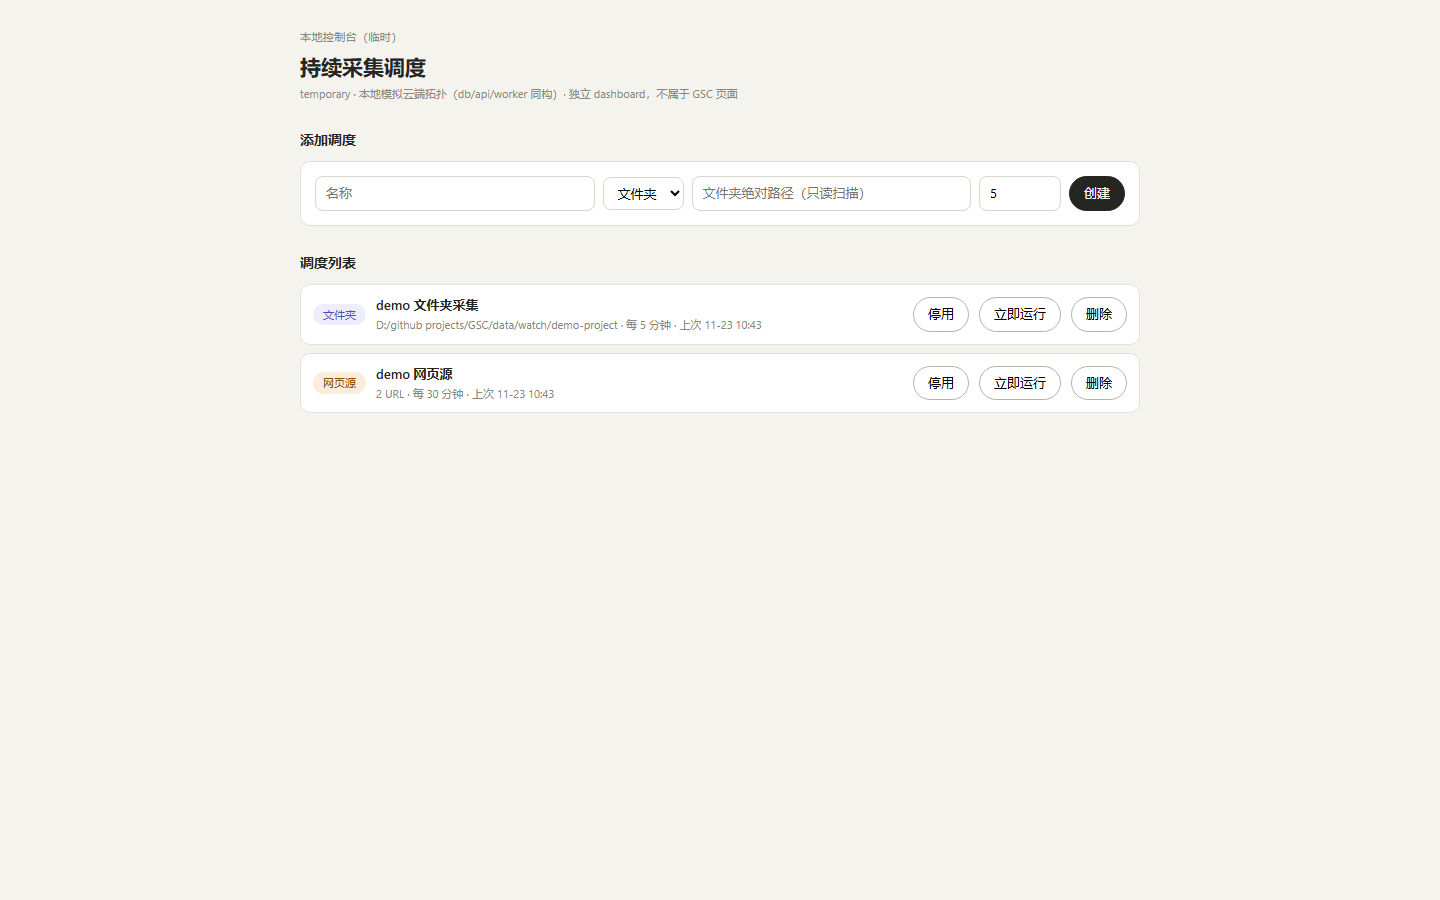 本地控制台（临时）
持续采集调度
temporary · 本地模拟云端拓扑（db/api/worker 同构）· 独立 dashboard，不属于 GSC 页面
添加调度
名称 文件夹 文件夹绝对路径（只读扫描） 5 创建
调度列表
文件夹 demo 文件夹采集 停用 立即运行 删除
D:/github projects/GSC/data/watch/demo-project · 每 5 分钟 · 上次 11-23 10:43
网页源 demo 网页源 停用 立即运行 删除
2 URL · 每 30 分钟 · 上次 11-23 10:43